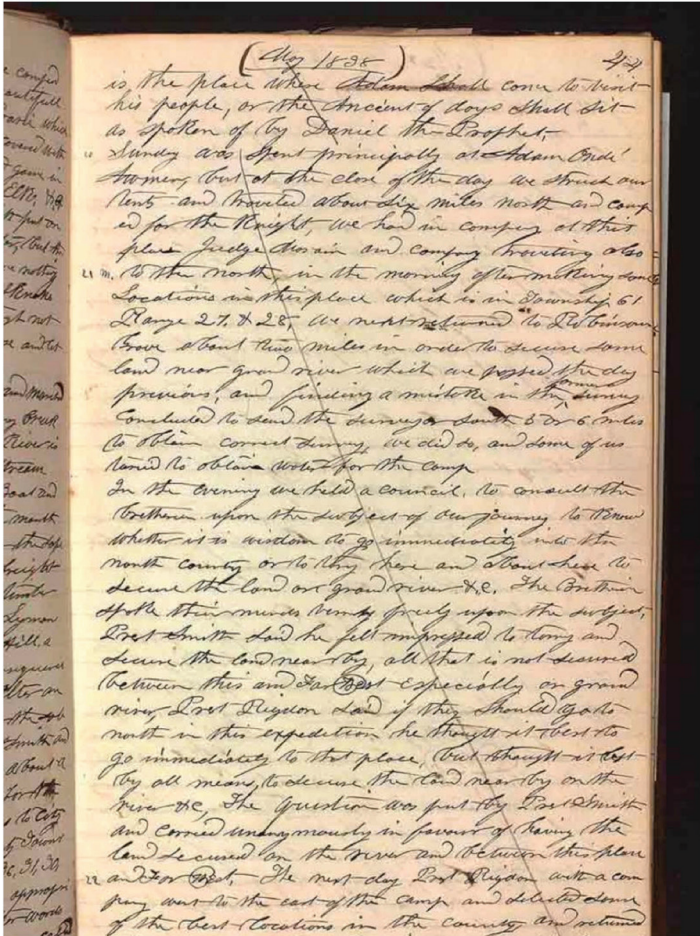 May 1838
44
is the place where Adam Shall come to visit
his people, or the Ancient of days Shall Sit
as spoken of by Daniel the Prophet,
Sunday was Spent principally at Adam Ondi
Awman, but at the close of the day we struck our
tents and traveled about Six miles north and camp
ed for the Knight, we had in company at this
place Judge Morain and company traveling also
21 to the north, in the morning after making some
Locations in this place which is in Township 61
Range 27 & 28, we next returned to Robinsons
Grove about two miles in order to Secure some
land near grand river which we passed the day
previous, and finding a mistake in the former survey
Concluded to send the surveyor South 5 or 6 miles
to obtain correct survey, we did so, and some of us
taried to obtain water for the camp
In the evening we held a council, to consult the
bretheren upon the subject of our journey to Know
whether it is wisdom to go immediately into the
north country or to tarry here and about here to
Secure the land on grand river &c. The Brethren
Spoke their minds verry freely upon the subject,
Prest Smith Said he felt impressed to tarry and
Secure the land near by, all that is not Secured
between this and Far West Especially on grand
river, Prest Rigdon Said if they Should go to
north in this expedition he thought it best to
go immediately to that place, but thought it best
by all means, to Secure the land near by on the
river &c, The question was put by Prest Smith
and carried unanymously in favour of having the
land Secured on the river and between this place
22 and Far West, The next day Prest Rigdon with a com
pany went to the east of the camp and selected Some
of the best locations in the county and returned